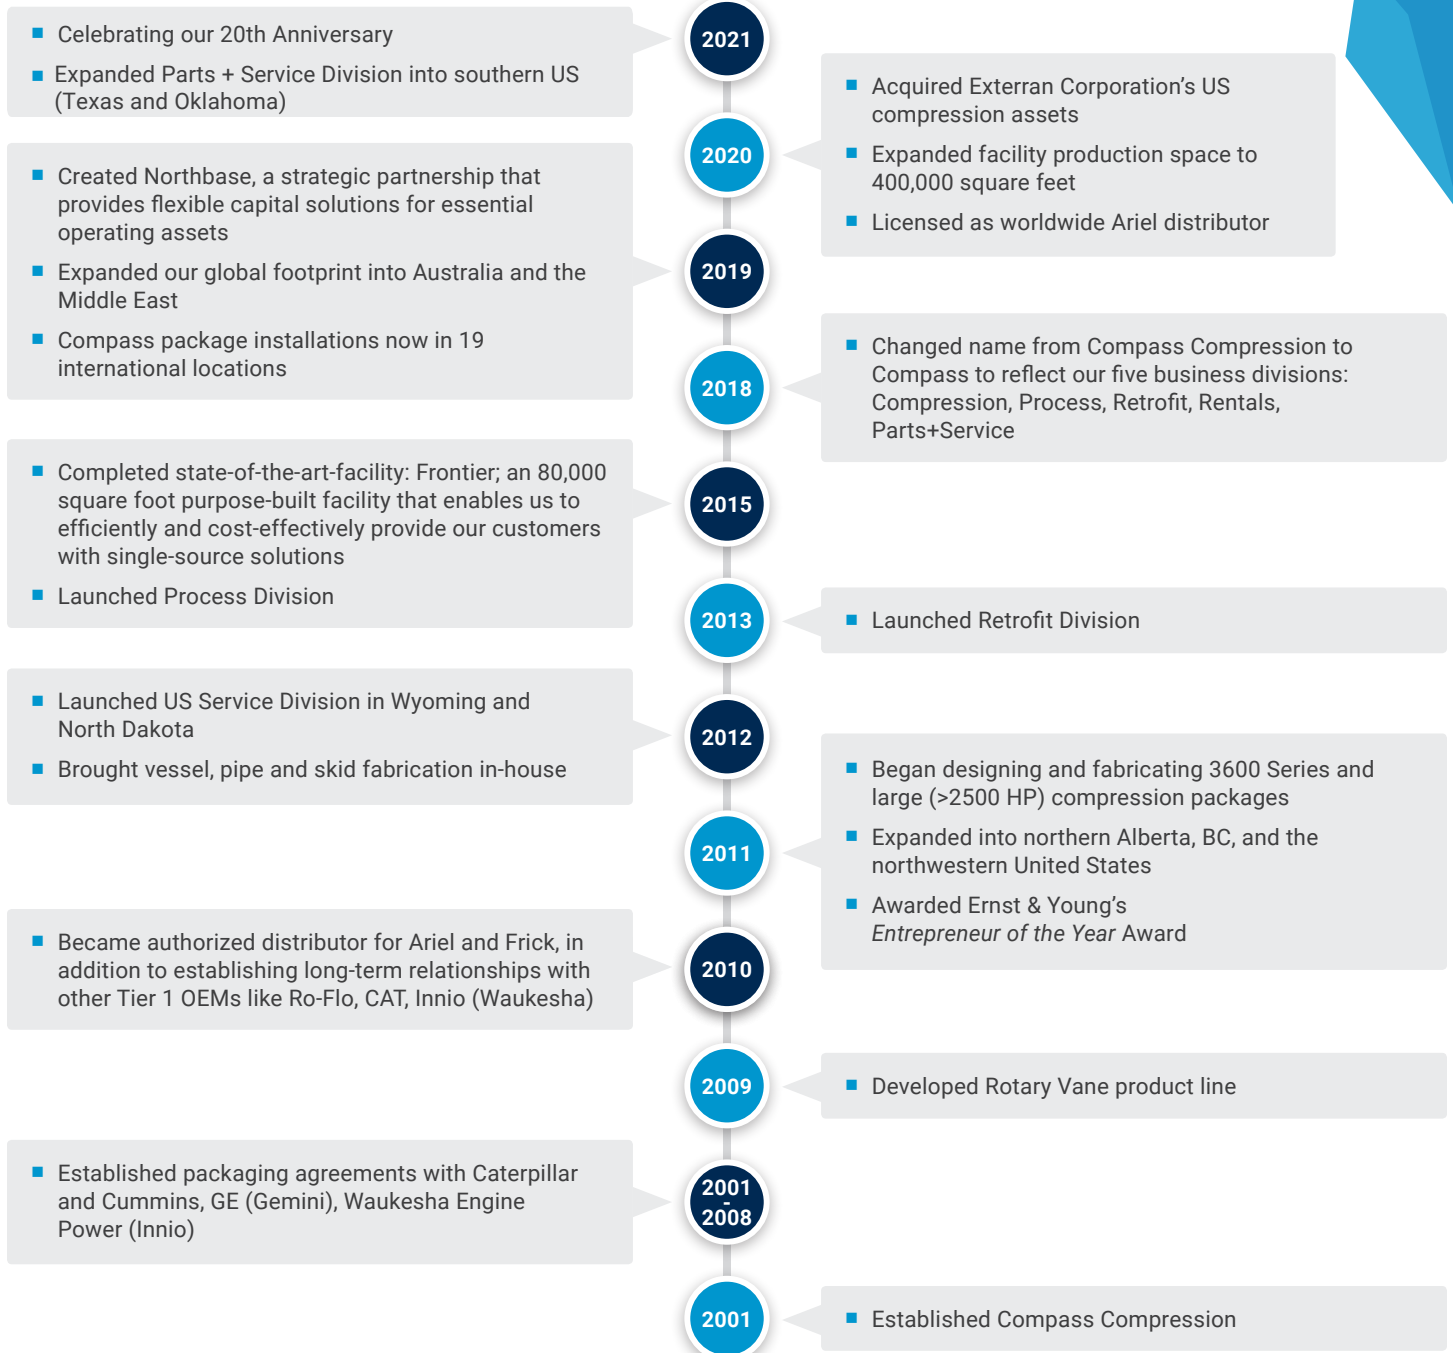 2021
▪ Celebrating our 20th Anniversary
▪ Expanded Parts + Service Division into southern US
(Texas and Oklahoma)
2020
▪ Acquired Exterran Corporation's US
compression assets
▪ Expanded facility production space to
400,000 square feet
▪ Licensed as worldwide Ariel distributor
2019
▪ Created Northbase, a strategic partnership that
provides flexible capital solutions for essential
operating assets
▪ Expanded our global footprint into Australia and the
Middle East
▪ Compass package installations now in 19
international locations
2018
▪ Changed name from Compass Compression to
Compass to reflect our five business divisions:
Compression, Process, Retrofit, Rentals,
Parts+Service
2015
▪ Completed state-of-the-art-facility: Frontier; an 80,000
square foot purpose-built facility that enables us to
efficiently and cost-effectively provide our customers
with single-source solutions
▪ Launched Process Division
2013
▪ Launched Retrofit Division
2012
▪ Launched US Service Division in Wyoming and
North Dakota
▪ Brought vessel, pipe and skid fabrication in-house
2011
▪ Began designing and fabricating 3600 Series and
large (>2500 HP) compression packages
▪ Expanded into northern Alberta, BC, and the
northwestern United States
▪ Awarded Ernst & Young's
Entrepreneur of the Year Award
2010
▪ Became authorized distributor for Ariel and Frick, in
addition to establishing long-term relationships with
other Tier 1 OEMs like Ro-Flo, CAT, Innio (Waukesha)
2009
▪ Developed Rotary Vane product line
2001
-
2008
▪ Established packaging agreements with Caterpillar
and Cummins, GE (Gemini), Waukesha Engine
Power (Innio)
2001
▪ Established Compass Compression